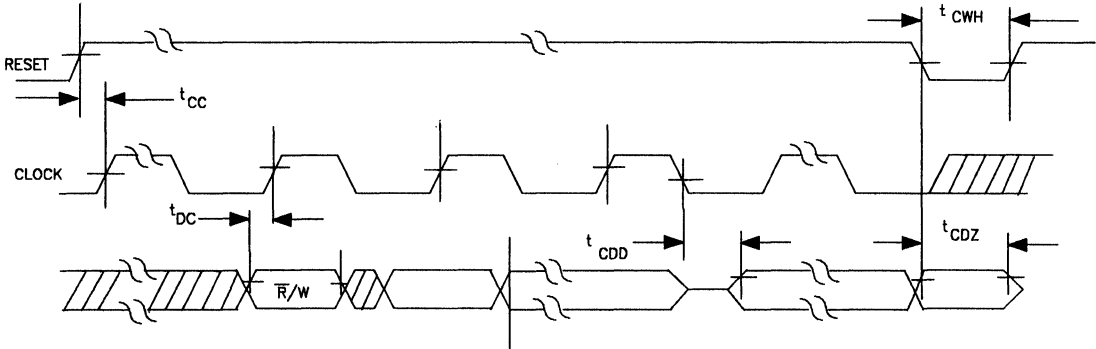 t CWH
RESET
t CC
CLOCK
t DC
t CDD
t CDZ
R̅/W